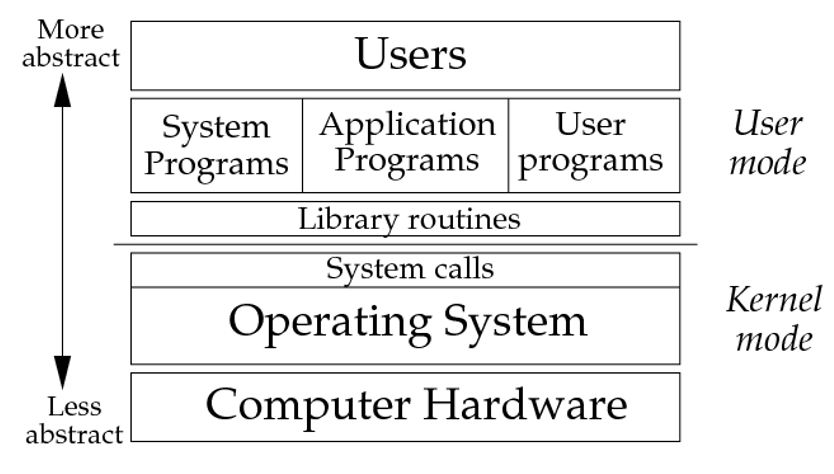 More
abstract
Users
System
Programs
Application
Programs
User
programs
User
mode
Library routines
System calls
Operating System
Kernel
mode
Computer Hardware
Less
abstract